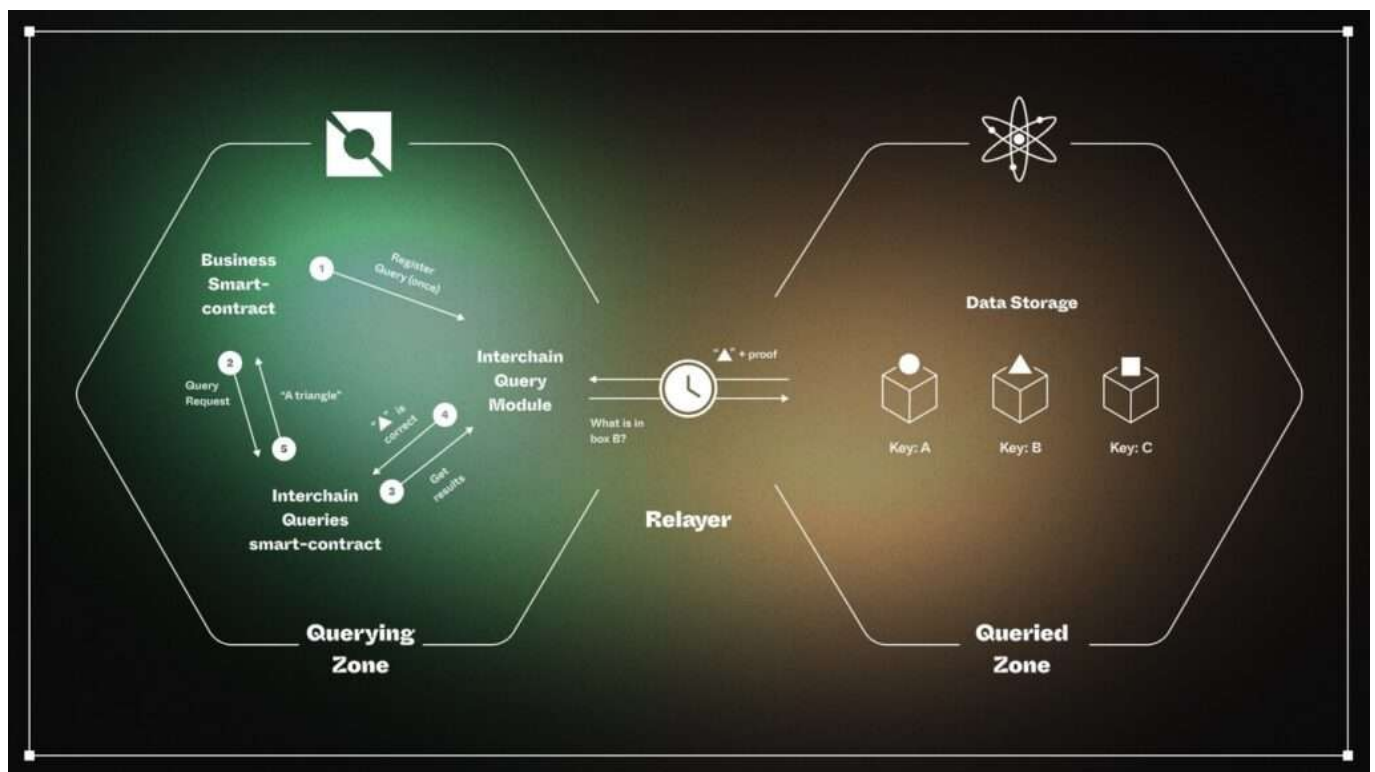 Business
Smart-
contract
1
Register
Query (once)
2
Query
Request
"A triangle"
5
Interchain
Query
Module
"▲" is
correct
4
3
Get
results
Interchain
Queries
smart-contract
Querying
Zone
"▲" + proof
What is in
box B?
Relayer
Data Storage
Key: A
Key: B
Key: C
Queried
Zone